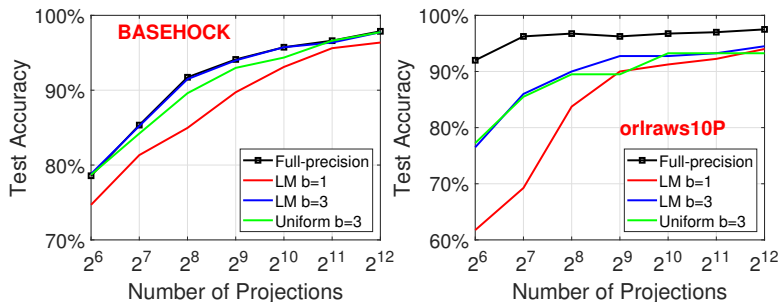 100%
90%
80%
70%
Test Accuracy
BASEHOCK
Full-precision
LM b=1
LM b=3
Uniform b=3
2^6 2^7 2^8 2^9 2^10 2^11 2^12
Number of Projections
100%
90%
80%
70%
60%
Test Accuracy
orlraws10P
Full-precision
LM b=1
LM b=3
Uniform b=3
2^6 2^7 2^8 2^9 2^10 2^11 2^12
Number of Projections